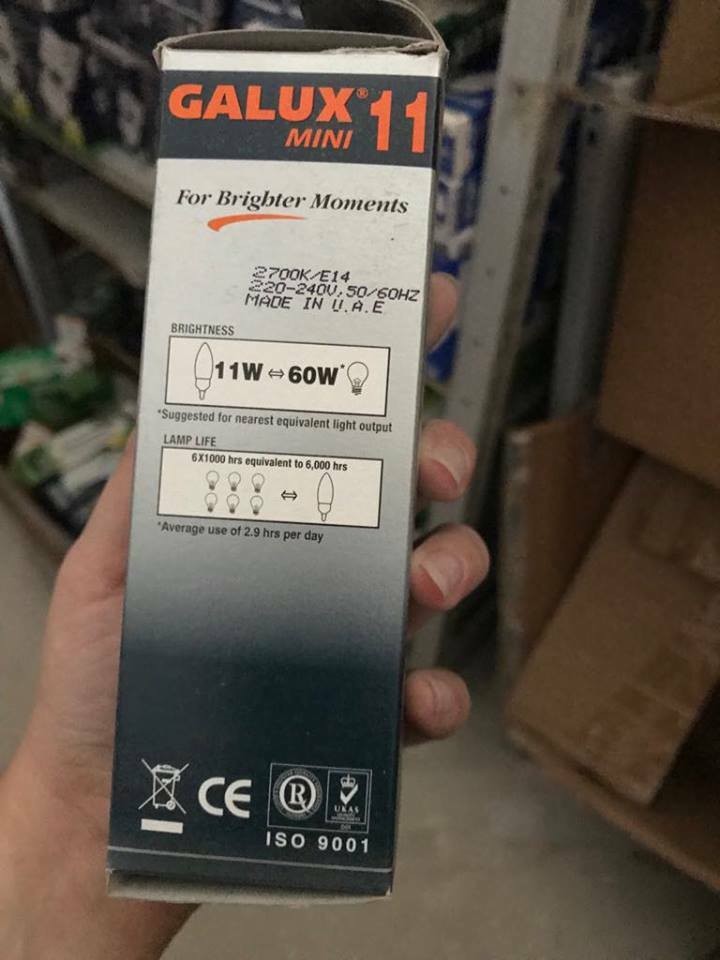 GALUX® 11
MINI
For Brighter Moments
2700K/E14
220-240V,50/60HZ
MADE IN U.A.E
BRIGHTNESS
11W ⇔ 60W*
*Suggested for nearest equivalent light output
LAMP LIFE
6X1000 hrs equivalent to 6,000 hrs
⇔
*Average use of 2.9 hrs per day
CE
R
UKAS
ISO 9001